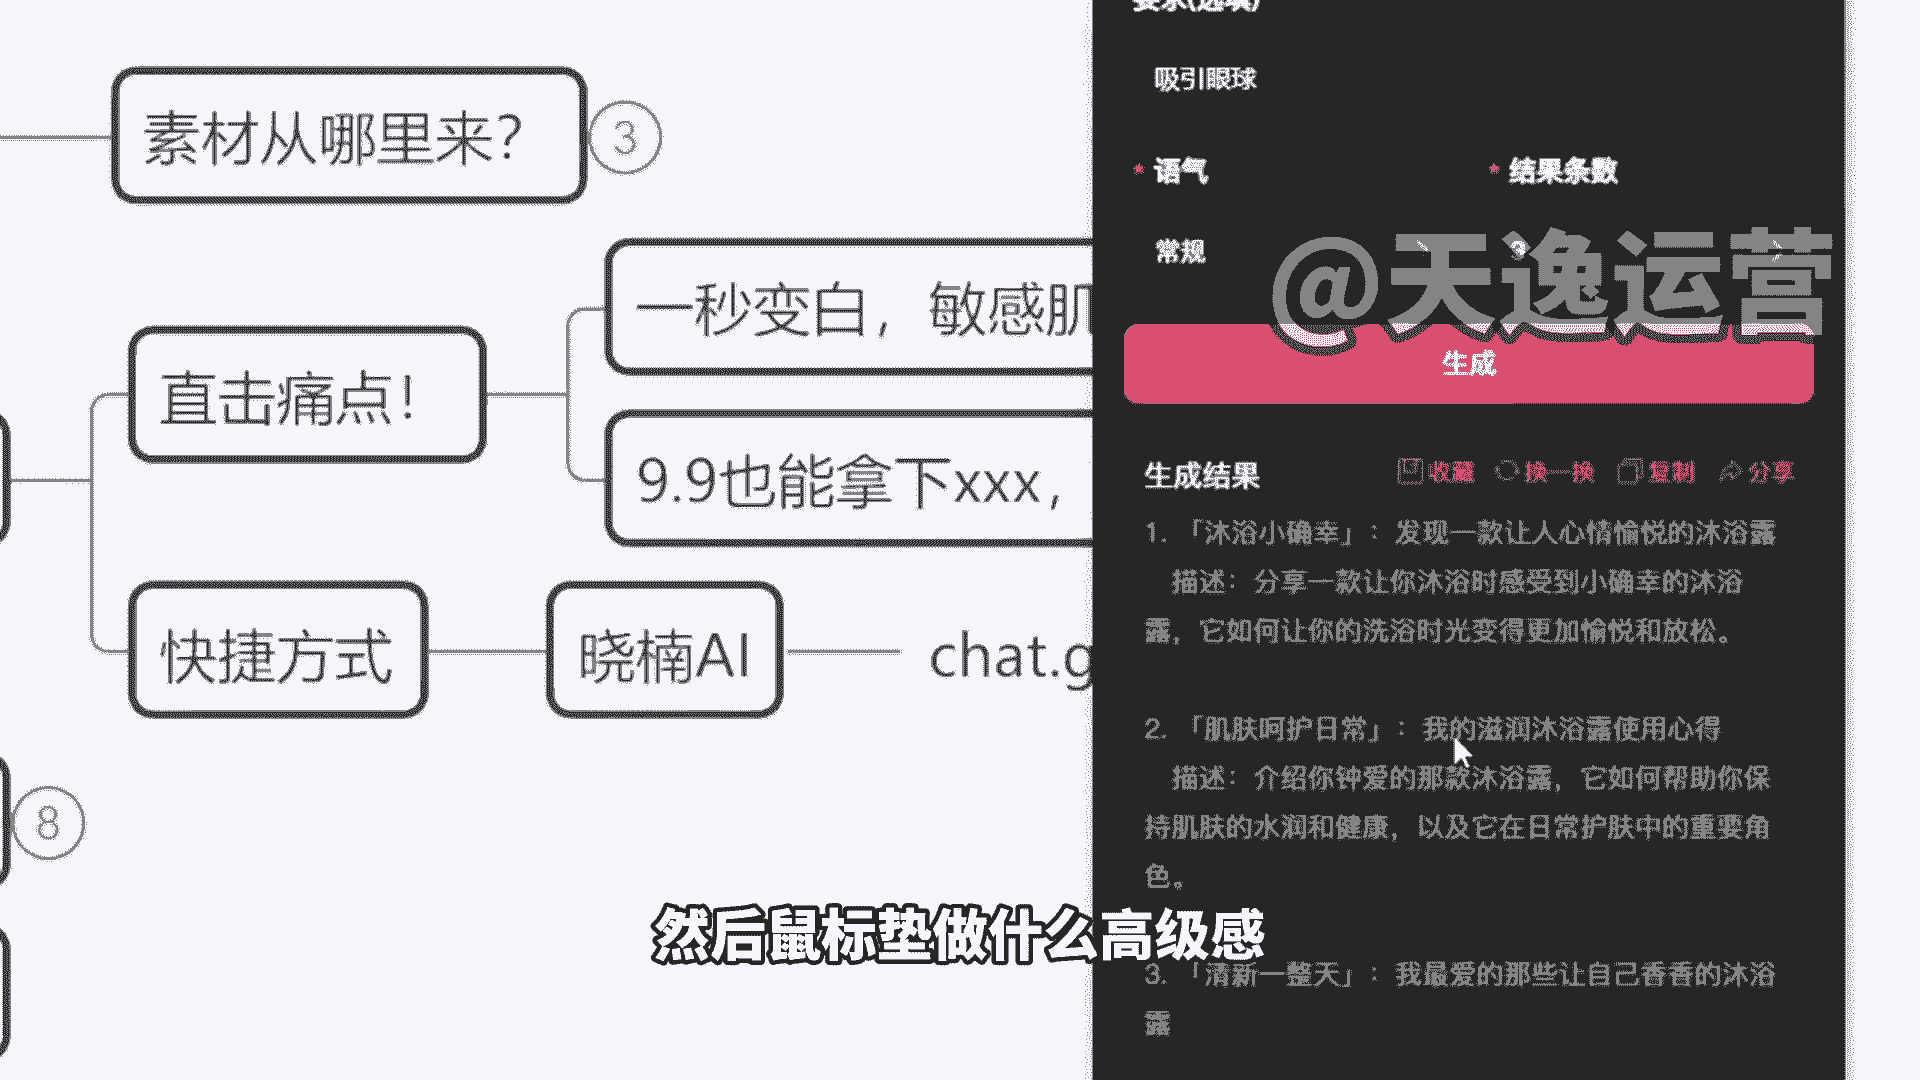 素材从哪里来？
3
直击痛点！
一秒变白，敏感肌
9.9也能拿下xxx，
快捷方式
晓楠AI
chat.g
8
要求(选填)
吸引眼球
* 语气
* 结果条数
常规
3
@天逸运营
生成
生成结果
收藏 换一换 复制 分享
1. 「沐浴小确幸」：发现一款让人心情愉悦的沐浴露
描述：分享一款让你沐浴时感受到小确幸的沐浴
露，它如何让你的洗浴时光变得更加愉悦和放松。
2. 「肌肤呵护日常」：我的滋润沐浴露使用心得
描述：介绍你钟爱的那款沐浴露，它如何帮助你保
持肌肤的水润和健康，以及它在日常护肤中的重要角
色。
3. 「清新一整天」：我最爱的那些让自己香香的沐浴
露
然后鼠标垫做什么高级感